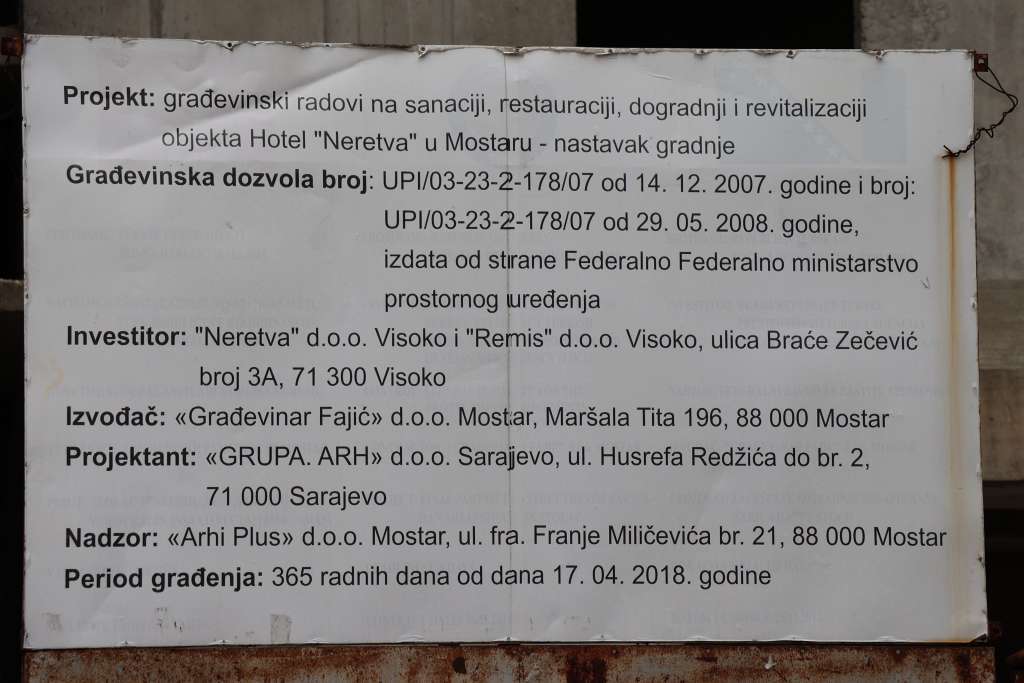 Projekt: građevinski radovi na sanaciji, restauraciji, dogradnji i revitalizaciji
objekta Hotel "Neretva" u Mostaru - nastavak gradnje
Građevinska dozvola broj: UPI/03-23-2-178/07 od 14. 12. 2007. godine i broj:
UPI/03-23-2-178/07 od 29. 05. 2008. godine,
izdata od strane Federalno Federalno ministarstvo
prostornog uređenja
Investitor: "Neretva" d.o.o. Visoko i "Remis" d.o.o. Visoko, ulica Braće Zečević
broj 3A, 71 300 Visoko
Izvođač: «Građevinar Fajić» d.o.o. Mostar, Maršala Tita 196, 88 000 Mostar
Projektant: «GRUPA. ARH» d.o.o. Sarajevo, ul. Husrefa Redžića do br. 2,
71 000 Sarajevo
Nadzor: «Arhi Plus» d.o.o. Mostar, ul. fra. Franje Miličevića br. 21, 88 000 Mostar
Period građenja: 365 radnih dana od dana 17. 04. 2018. godine